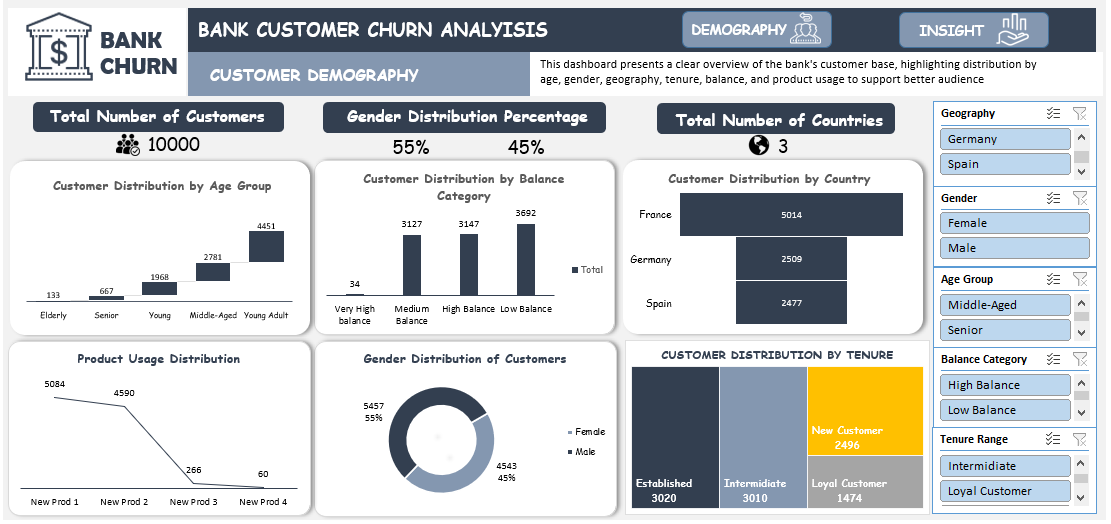 BANK
CHURN
BANK CUSTOMER CHURN ANALYISIS
DEMOGRAPHY
INSIGHT
CUSTOMER DEMOGRAPHY
This dashboard presents a clear overview of the bank's customer base, highlighting distribution by
age, gender, geography, tenure, balance, and product usage to support better audience
Total Number of Customers
10000
Gender Distribution Percentage
55% 45%
Total Number of Countries
3
Customer Distribution by Age Group
133
667
1968
2781
4451
Elderly Senior Young Middle-Aged Young Adult
Customer Distribution by Balance
Category
34
3127
3147
3692
Total
Very High
balance
Medium
Balance
High Balance
Low Balance
Customer Distribution by Country
France 5014
Germany 2509
Spain 2477
Product Usage Distribution
5084
4590
266
60
New Prod 1 New Prod 2 New Prod 3 New Prod 4
Gender Distribution of Customers
5457
55%
4543
45%
Female
Male
CUSTOMER DISTRIBUTION BY TENURE
Established
3020
Intermidiate
3010
New Customer
2496
Loyal Customer
1474
Geography
Germany
Spain
Gender
Female
Male
Age Group
Middle-Aged
Senior
Balance Category
High Balance
Low Balance
Tenure Range
Intermidiate
Loyal Customer